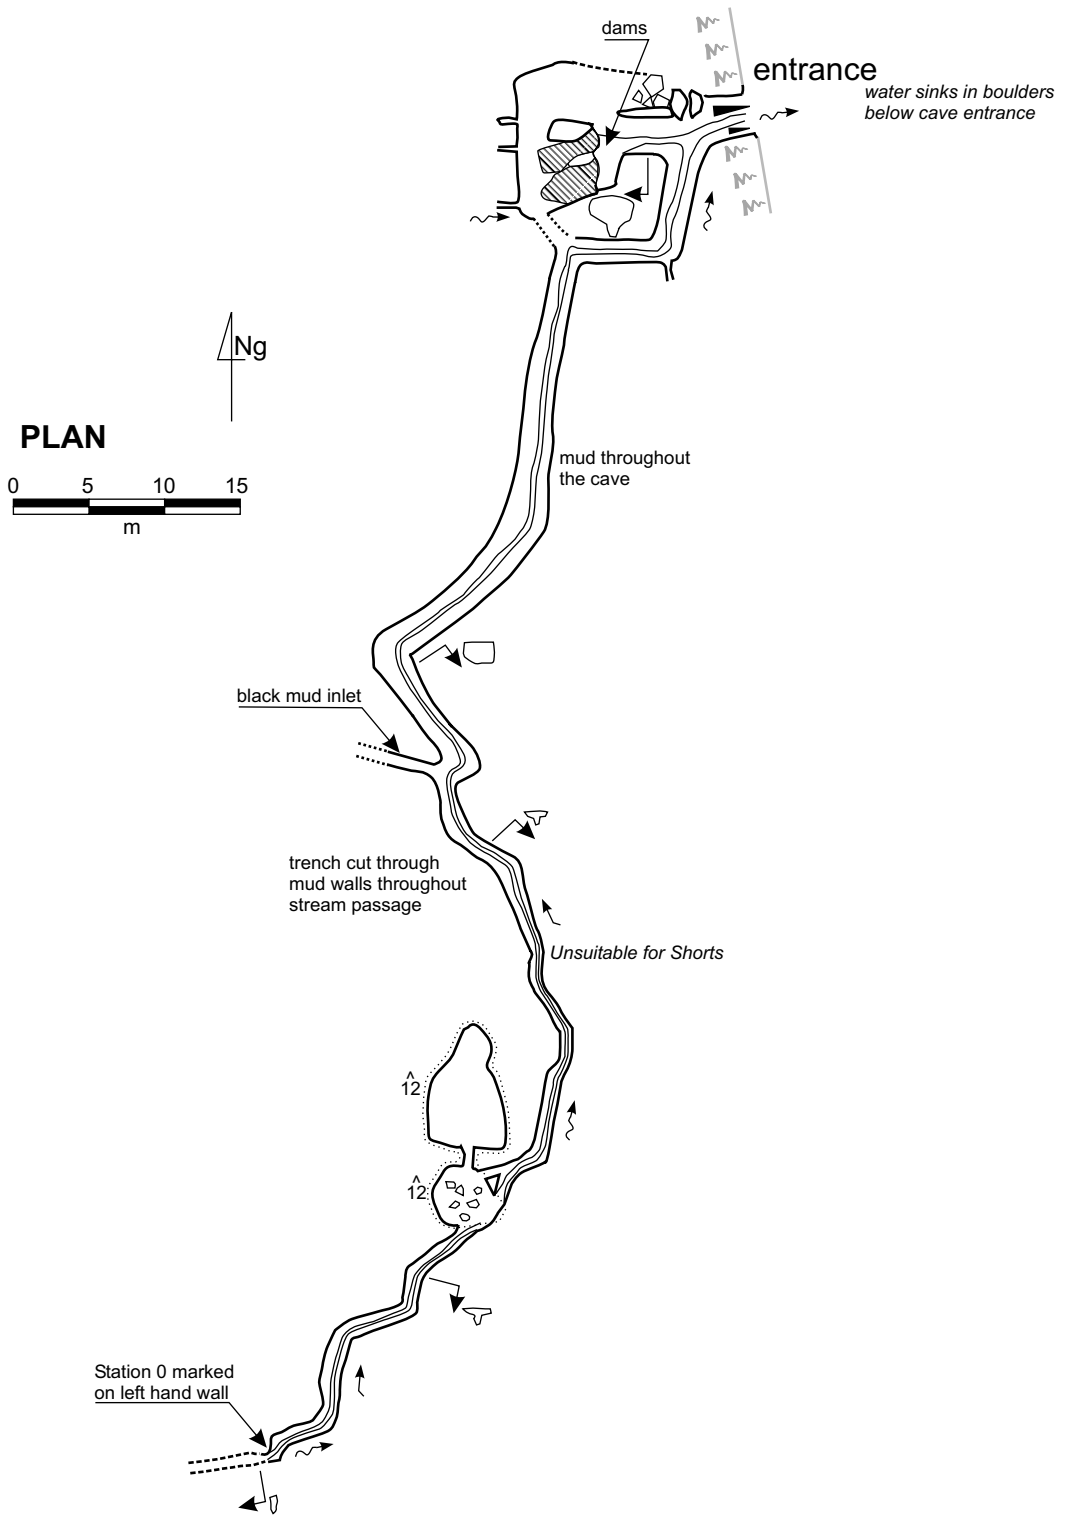 dams
entrance
water sinks in boulders
below cave entrance
Ng
PLAN
0 5 10 15
m
mud throughout
the cave
black mud inlet
trench cut through
mud walls throughout
stream passage
Unsuitable for Shorts
12
12
Station 0 marked
on left hand wall